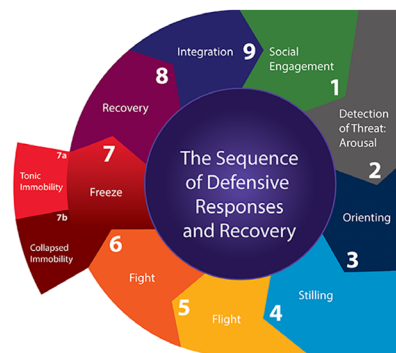 The Sequence
of Defensive
Responses
and Recovery
Social
Engagement
1
Detection
of Threat:
Arousal
2
Orienting
3
Stilling
4
Flight
5
Fight
6
Freeze
7
7a
Tonic
Immobility
7b
Collapsed
Immobility
Recovery
8
Integration
9